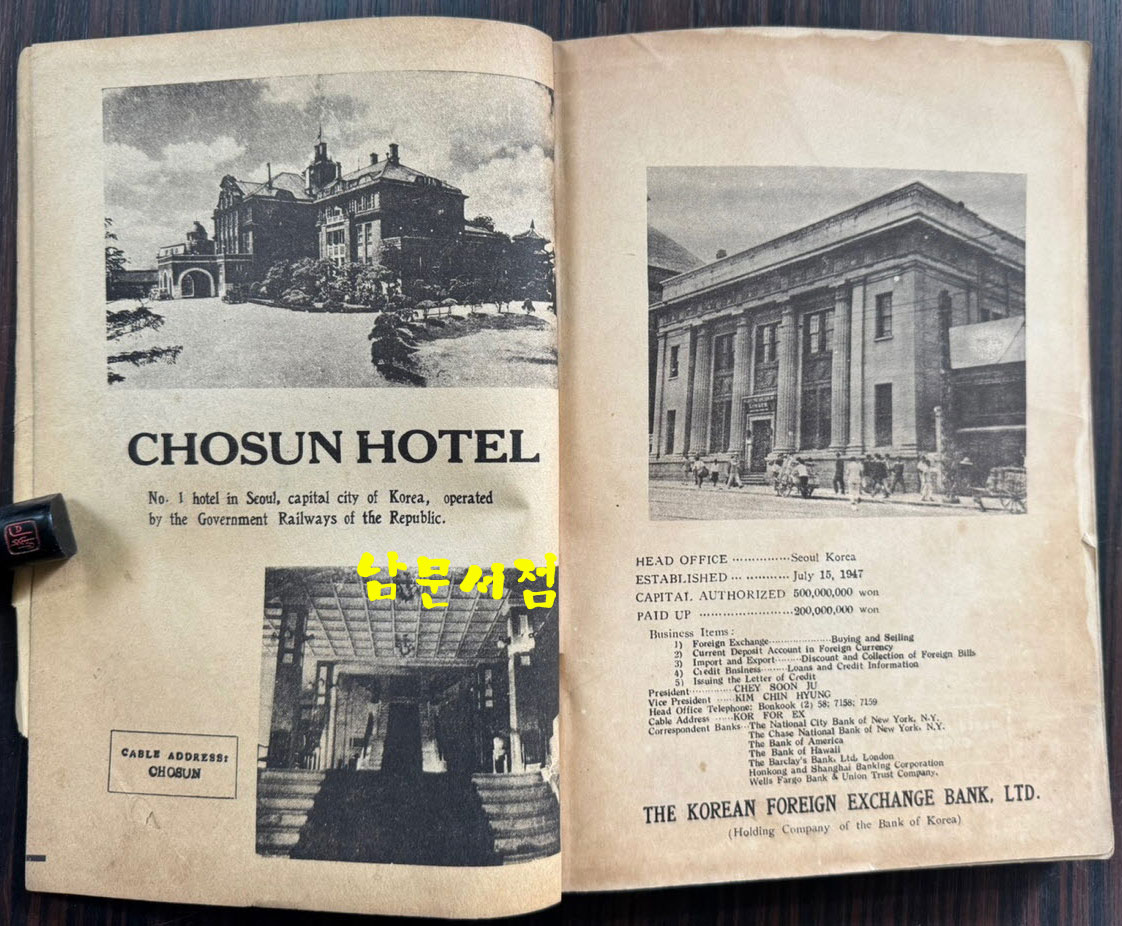 CHOSUN HOTEL
No. 1 hotel in Seoul, capital city of Korea, operated
by the Government Railways of the Republic.
남문서점
CABLE ADDRESS:
CHOSUN
HEAD OFFICE ............... Seoul Korea
ESTABLISHED ............... July 15, 1947
CAPITAL AUTHORIZED 500,000,000 won
PAID UP ........................ 200,000,000 won
Business Items:
1) Foreign Exchange ..................... Buying and Selling
2) Current Deposit Account in Foreign Currency
3) Import and Export ......... Discount and Collection of Foreign Bills
4) Credit Business ......... Loans and Credit Information
5) Issuing the Letter of Credit
President ............... CHEY SOON JU
Vice President ...... KIM CHIN HYUNG
Head Office Telephone: Bonkook (2) 58; 7158; 7159
Cable Address ...... KOR FOR EX
Correspondent Banks ... The National City Bank of New York, N.Y.
The Chase National Bank of New York, N.Y.
The Bank of America
The Bank of Hawaii
The Barclay's Bank, Ltd, London
Honkong and Shanghai Banking Corporation
Wells Fargo Bank & Union Trust Company.
THE KOREAN FOREIGN EXCHANGE BANK, LTD.
(Holding Company of the Bank of Korea)